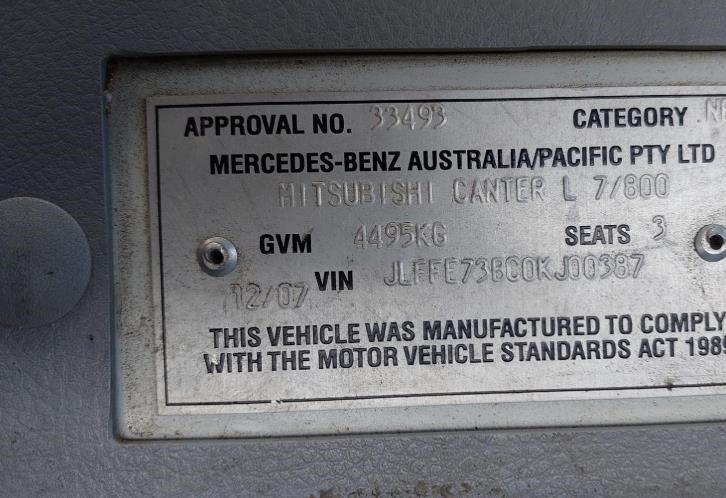 APPROVAL NO. 33493 CATEGORY
MERCEDES-BENZ AUSTRALIA/PACIFIC PTY LTD
MITSUBISHI CANTER L 7/800
GVM 4495KG SEATS 3
12/07 VIN JLFFE73BC0KJ00387
THIS VEHICLE WAS MANUFACTURED TO COMPLY
WITH THE MOTOR VEHICLE STANDARDS ACT 1989